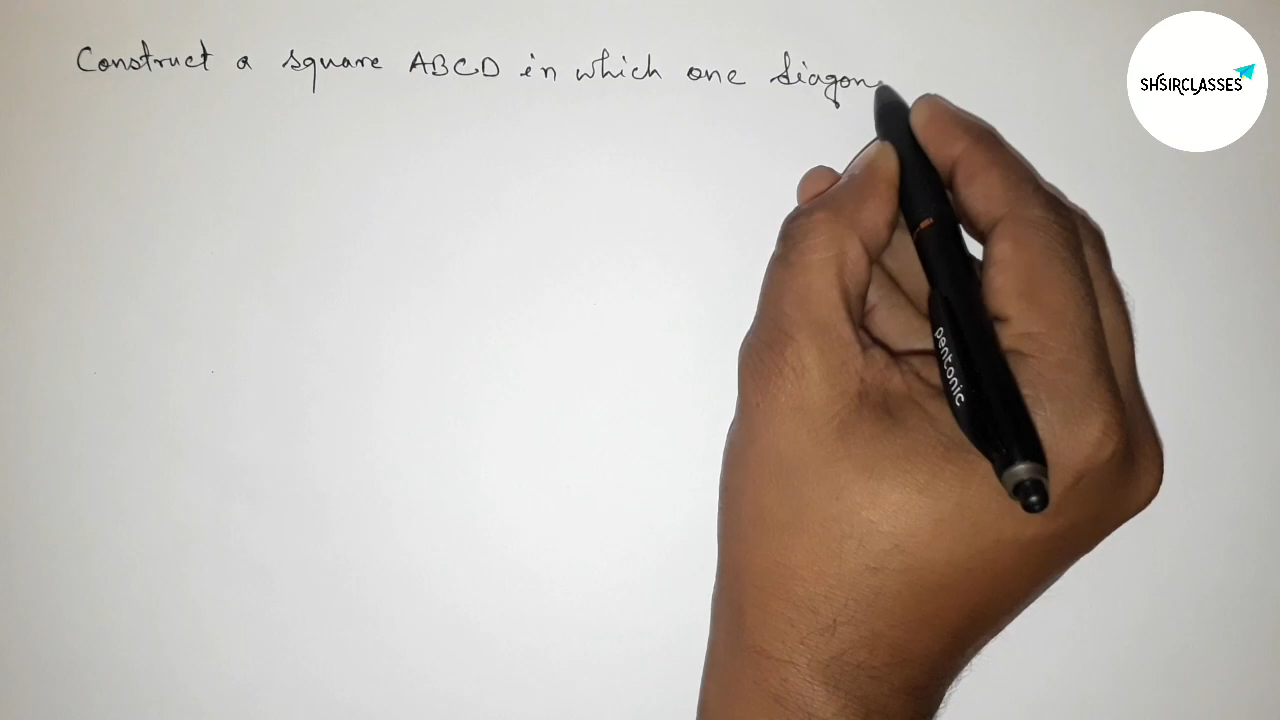 Construct a square ABCD in which one diagon
SHSIRCLASSES
pentonic